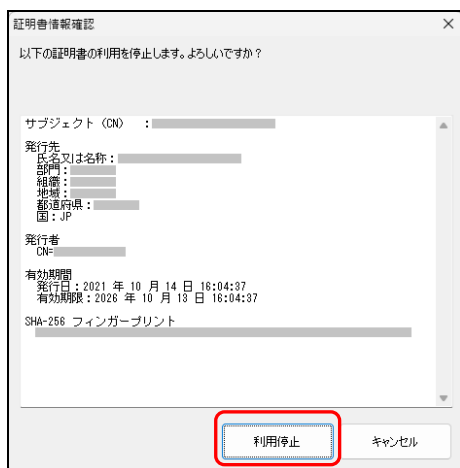 証明書情報確認
以下の証明書の利用を停止します。よろしいですか？
サブジェクト (CN) :
発行先
氏名又は名称:
部門:
組織:
地域:
都道府県:
国: JP
発行者
CN=
有効期間
発行日: 2021 年 10 月 14 日 16:04:37
有効期限: 2026 年 10 月 13 日 16:04:37
SHA-256 フィンガープリント
利用停止
キャンセル